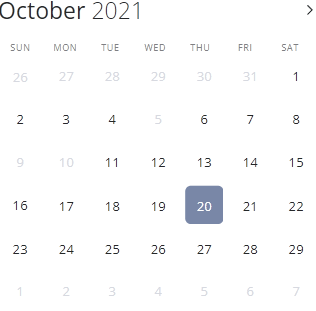 October 2021
SUN MON TUE WED THU FRI SAT
26 27 28 29 30 31 1
2 3 4 5 6 7 8
9 10 11 12 13 14 15
16 17 18 19 20 21 22
23 24 25 26 27 28 29
1 2 3 4 5 6 7